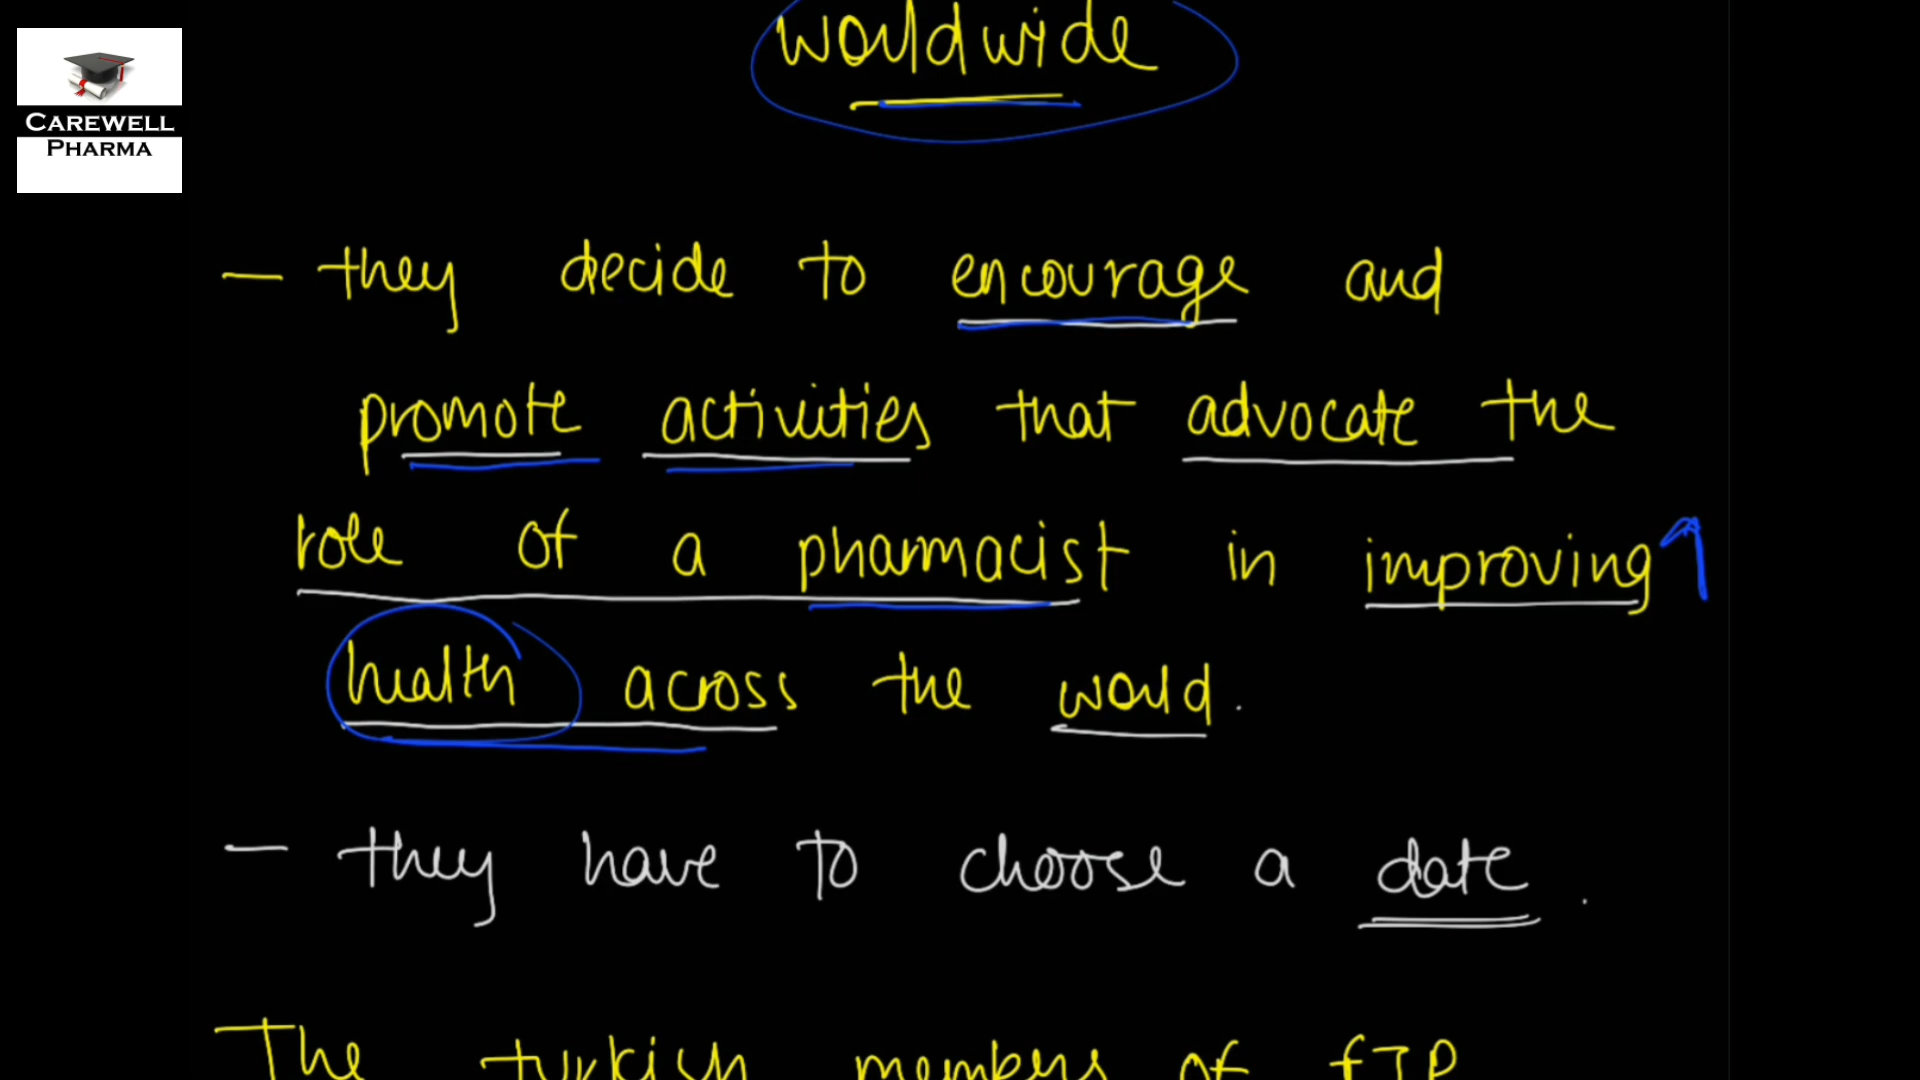 CAREWELL
PHARMA
worldwide
- they decide to encourage and
promote activities that advocate the
role of a pharmacist in improving ↑
health across the world.
- they have to choose a date.
The turkish members of fIP